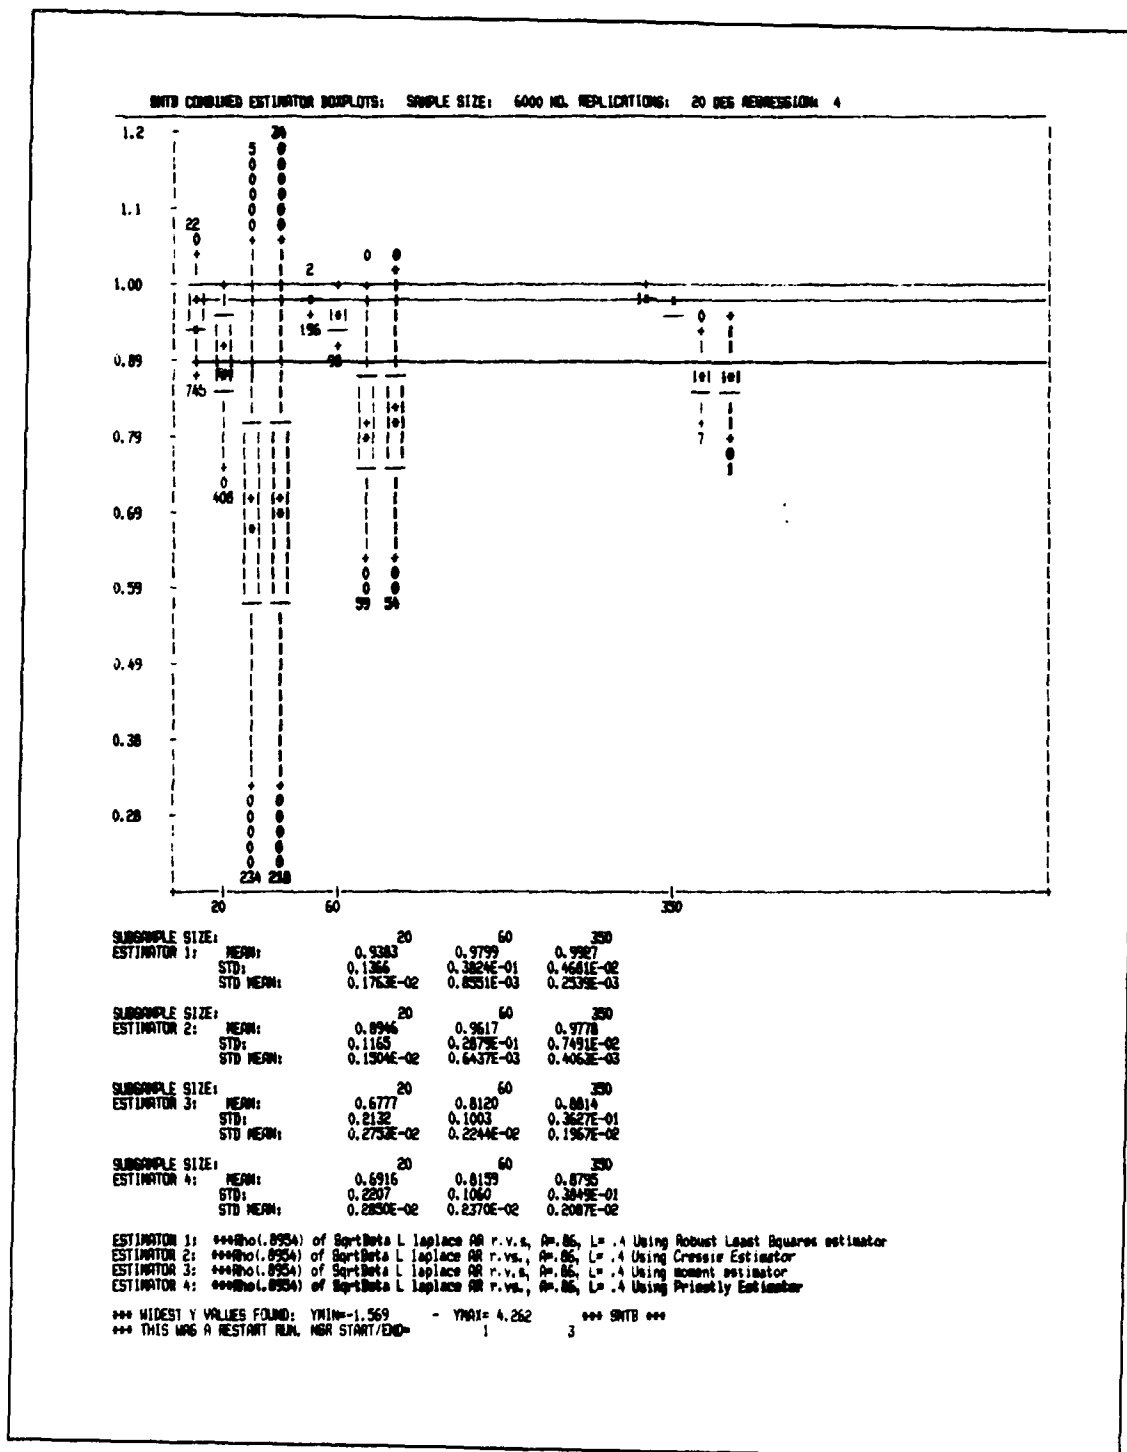 SMTB COMBINED ESTIMATOR BOXPLOTS: SAMPLE SIZE: 6000 NO. REPLICATIONS: 20 DEG REGRESSION: 4
1.2
1.1
1.00
0.89
0.79
0.69
0.59
0.49
0.38
0.28
22
5
2
196
98
745
406
7
1
59 54
234 218
20 60 350
SUBSAMPLE SIZE: 20 60 350
ESTIMATOR 1: MEAN: 0.9383 0.9799 0.9927
STD: 0.1366 0.3824E-01 0.4681E-02
STD MEAN: 0.1763E-02 0.8551E-03 0.2539E-03
SUBSAMPLE SIZE: 20 60 350
ESTIMATOR 2: MEAN: 0.8946 0.9617 0.9778
STD: 0.1165 0.2879E-01 0.7491E-02
STD MEAN: 0.1504E-02 0.6437E-03 0.4063E-03
SUBSAMPLE SIZE: 20 60 350
ESTIMATOR 3: MEAN: 0.6777 0.8120 0.8814
STD: 0.2132 0.1003 0.3627E-01
STD MEAN: 0.2753E-02 0.2244E-02 0.1967E-02
SUBSAMPLE SIZE: 20 60 350
ESTIMATOR 4: MEAN: 0.6916 0.8159 0.8795
STD: 0.2207 0.1060 0.3849E-01
STD MEAN: 0.2850E-02 0.2370E-02 0.2087E-02
ESTIMATOR 1: ***Rho(.8954) of SqrtBeta L laplace AR r.v.s, A=.86, L= .4 Using Robust Least Squares estimator
ESTIMATOR 2: ***Rho(.8954) of SqrtBeta L laplace AR r.vs., A=.86, L= .4 Using Cressie Estimator
ESTIMATOR 3: ***Rho(.8954) of SqrtBeta L laplace AR r.v.s, A=.86, L= .4 Using moment estimator
ESTIMATOR 4: ***Rho(.8954) of SqrtBeta L laplace AR r.vs., A=.86, L= .4 Using Priestly Estimator
*** WIDEST Y VALUES FOUND: YMIN=-1.569 - YMAX= 4.262 *** SMTB ***
*** THIS WAS A RESTART RUN, NSR START/END= 1 3